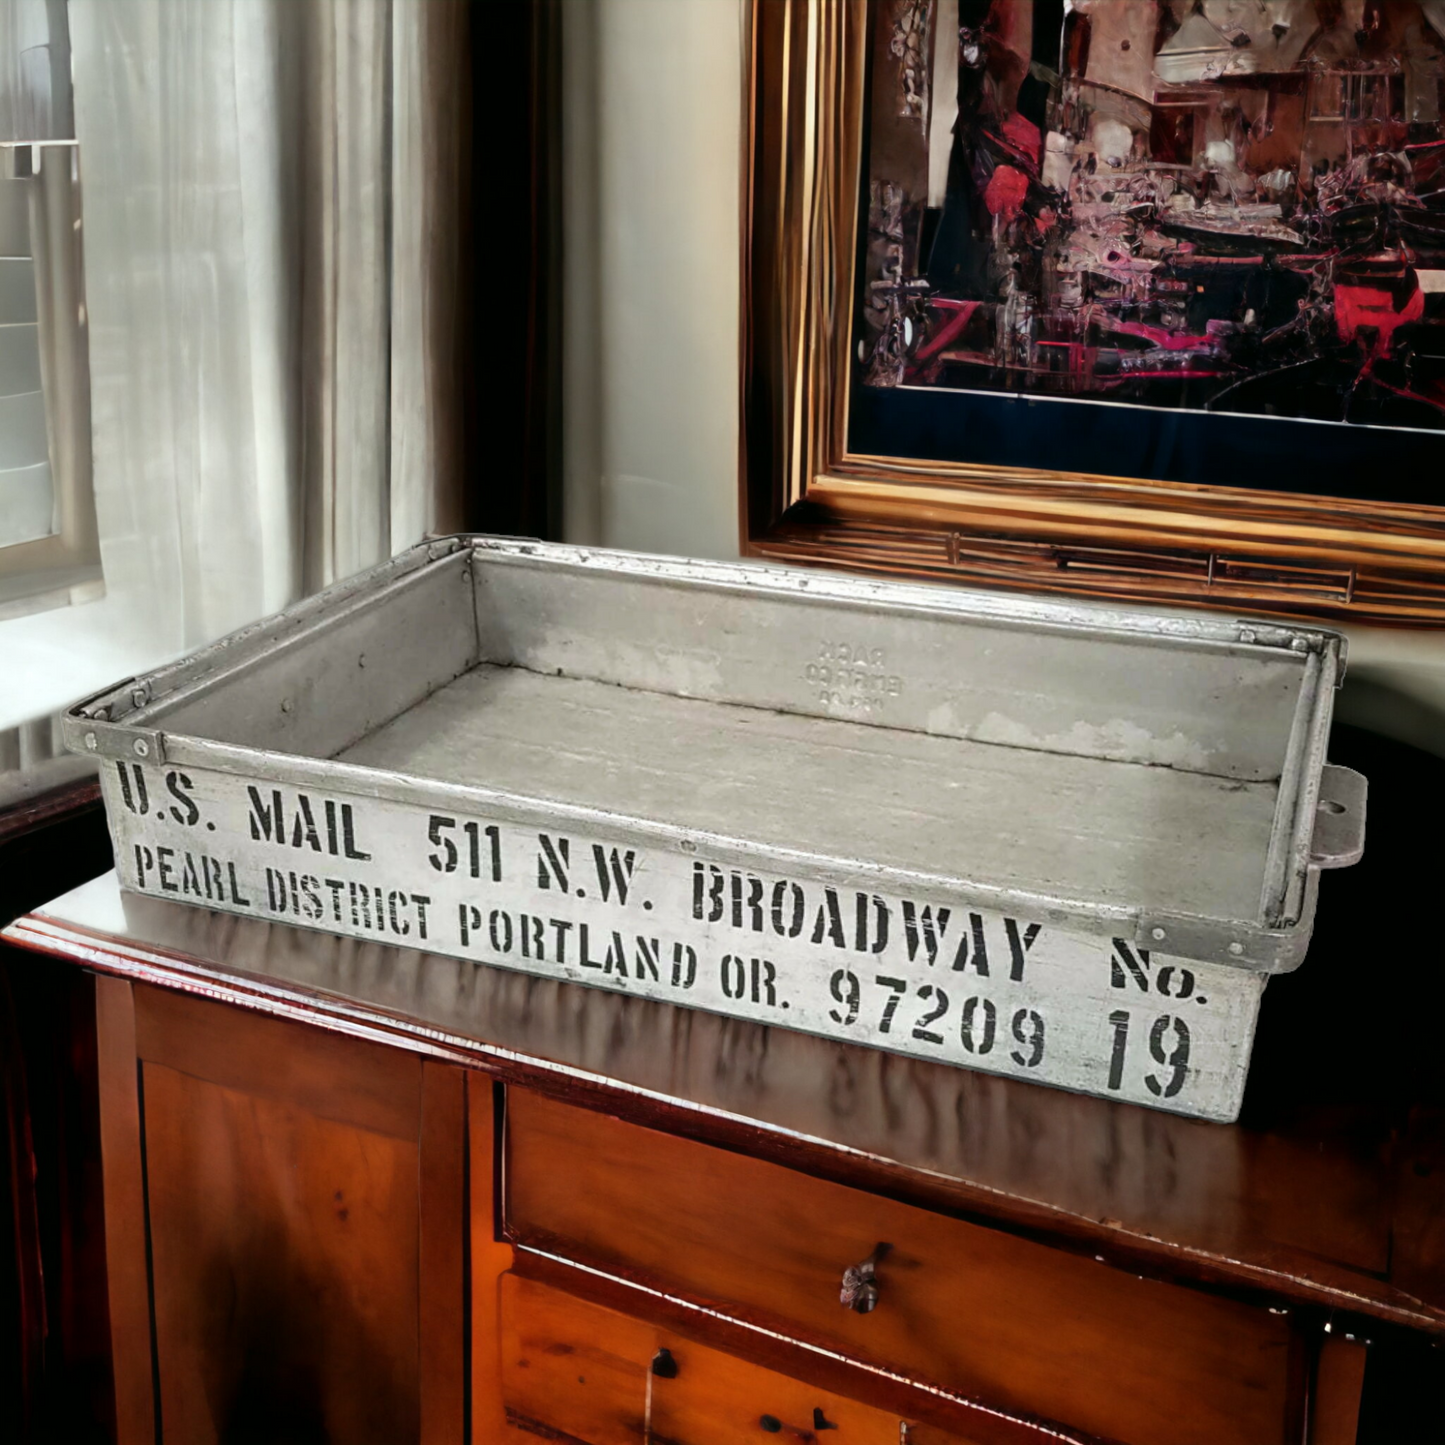 U.S. MAIL 511 N.W. BROADWAY No.
PEARL DISTRICT PORTLAND OR. 97209 19